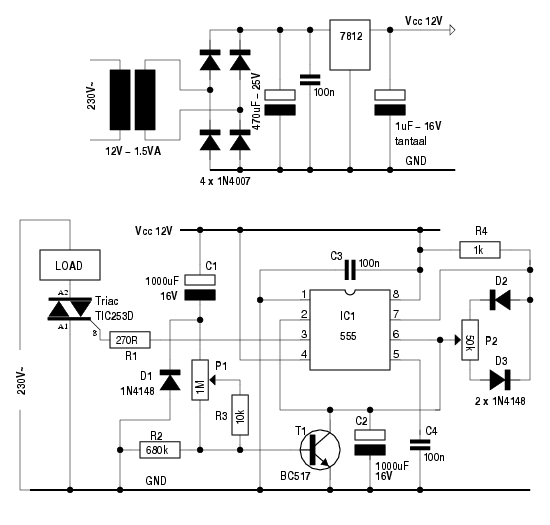 Vcc 12V
7812
230V~
470uF – 25V
100n
1uF – 16V
tantaal
12V – 1.5VA
GND
4 x 1N4007
Vcc 12V
R4
1k
C3
100n
C1
1000uF
16V
LOAD
A2
Triac
TIC253D
A1
g
270R
R1
1
2
3
4
IC1
555
8
7
6
5
D2
50k
P2
D3
2 x 1N4148
230V~
D1
1N4148
P1
1M
R3
10k
R2
680k
T1
BC517
C2
1000uF
16V
C4
100n
GND